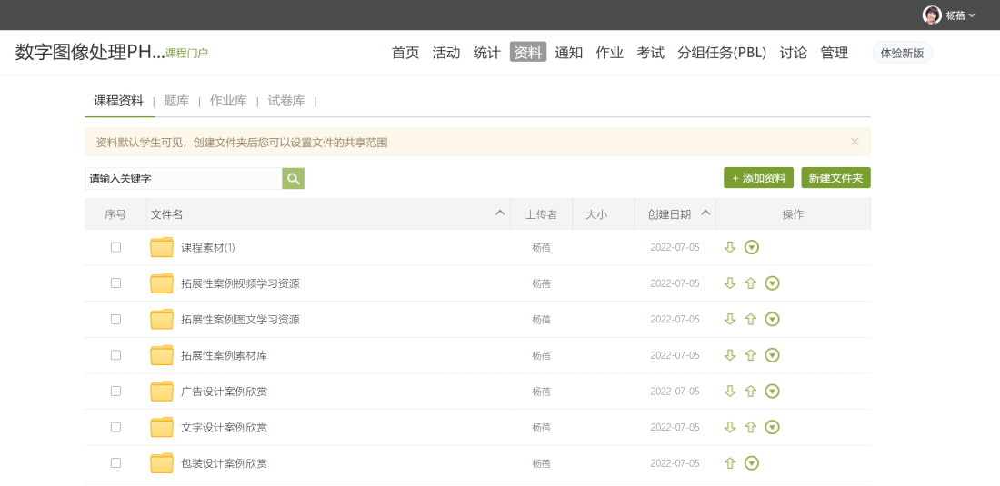 杨蓓
数字图像处理PH...课程门户 首页 活动 统计 资料 通知 作业 考试 分组任务(PBL) 讨论 管理 体验新版
课程资料 | 题库 | 作业库 | 试卷库 |
资料默认学生可见，创建文件夹后您可以设置文件的共享范围 ×
请输入关键字 + 添加资料 新建文件夹
序号 文件名 上传者 大小 创建日期 操作
课程素材(1) 杨蓓 2022-07-05
拓展性案例视频学习资源 杨蓓 2022-07-05
拓展性案例图文学习资源 杨蓓 2022-07-05
拓展性案例素材库 杨蓓 2022-07-05
广告设计案例欣赏 杨蓓 2022-07-05
文字设计案例欣赏 杨蓓 2022-07-05
包装设计案例欣赏 杨蓓 2022-07-05